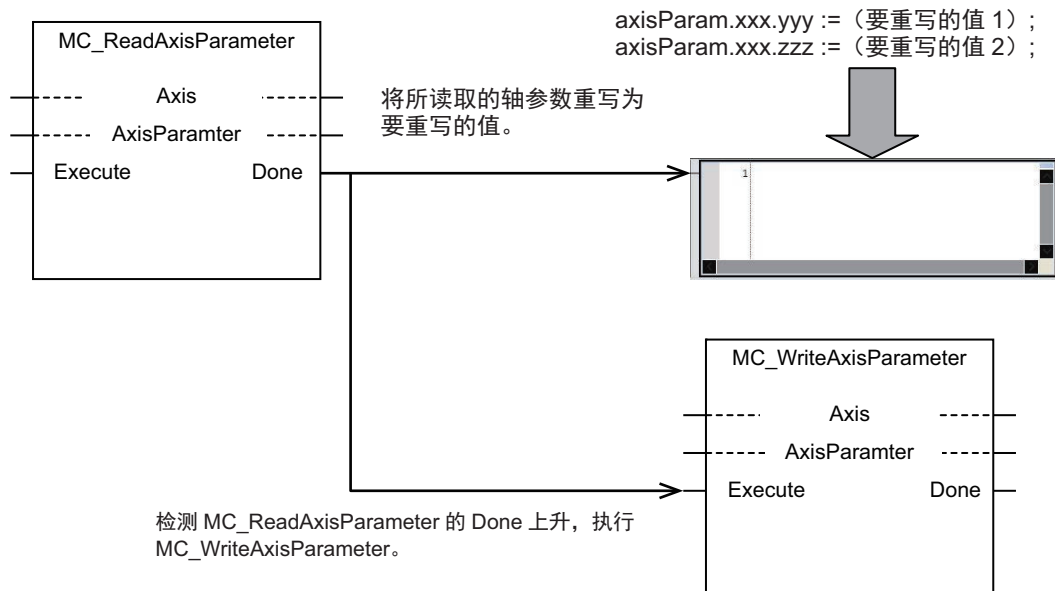 axisParam.xxx.yyy :=（要重写的值 1）;
axisParam.xxx.zzz :=（要重写的值 2）;
MC_ReadAxisParameter
Axis
AxisParamter
Execute Done
将所读取的轴参数重写为
要重写的值。
1
MC_WriteAxisParameter
Axis
AxisParamter
Execute Done
检测 MC_ReadAxisParameter 的 Done 上升，执行
MC_WriteAxisParameter。